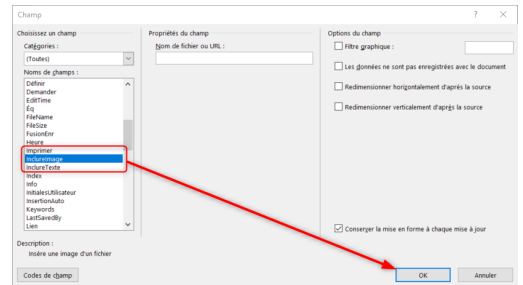 Champ
? ×
Choisissez un champ
Catégories :
(Toutes)
Noms de champs :
Définir
Demander
EditTime
Éq
FileName
FileSize
FusionEnr
Heure
Imprimer
InclureImage
InclureTexte
Index
Info
InitialesUtilisateur
InsertionAuto
Keywords
LastSavedBy
Lien
Propriétés du champ
Nom de fichier ou URL :
Options du champ
Filtre graphique :
Les données ne sont pas enregistrées avec le document
Redimensionner horizontalement d'après la source
Redimensionner verticalement d'après la source
Conserver la mise en forme à chaque mise à jour
Description :
Insère une image d'un fichier
Codes de champ
OK
Annuler